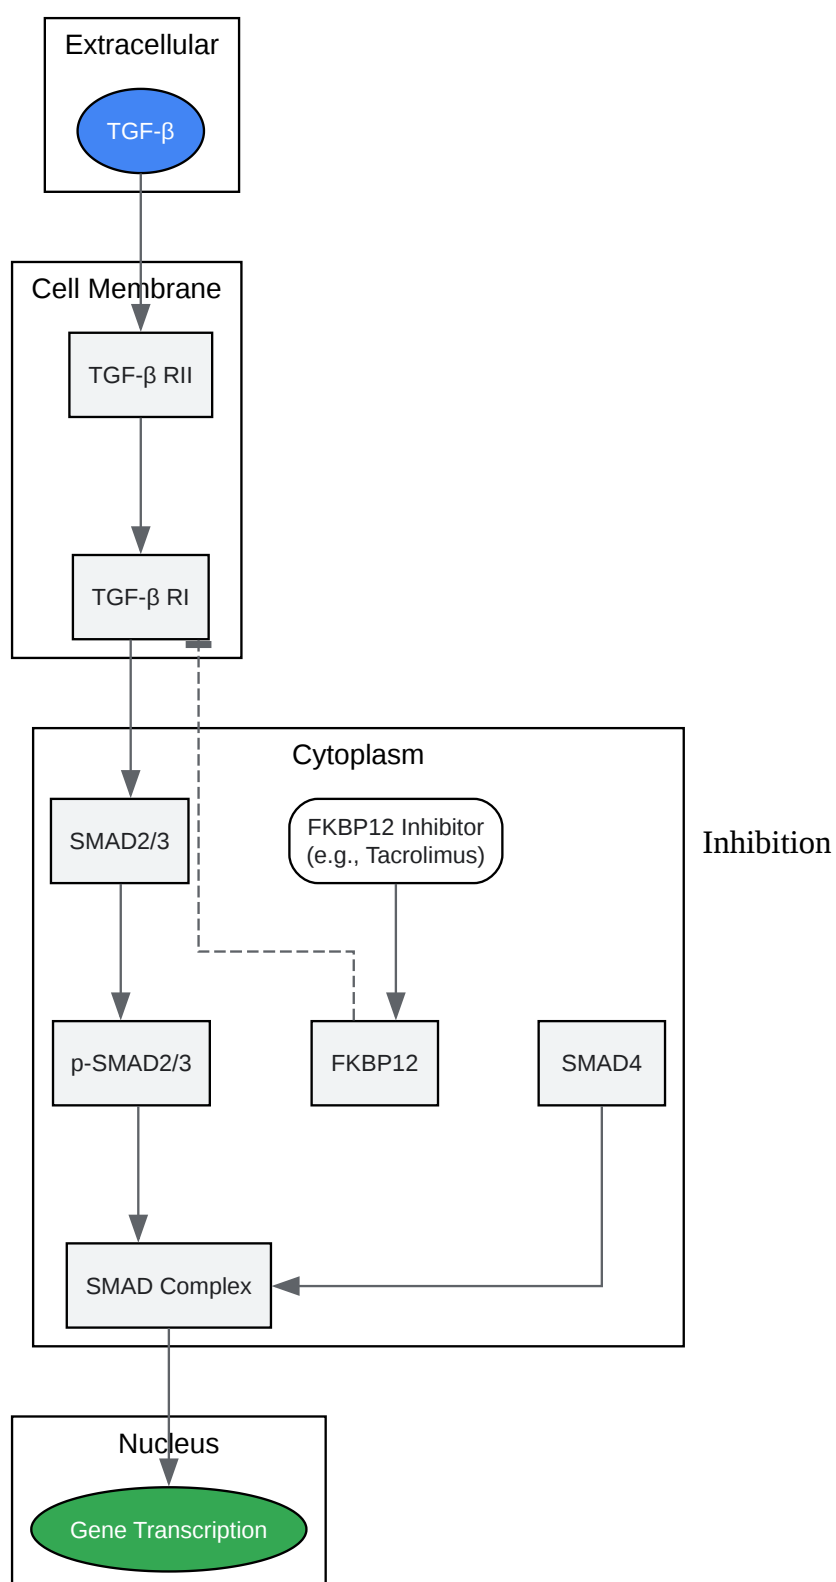 Extracellular
TGF-β
Cell Membrane
TGF-β RII
TGF-β RI
Cytoplasm
SMAD2/3
FKBP12 Inhibitor
(e.g., Tacrolimus)
Inhibition
p-SMAD2/3
FKBP12
SMAD4
SMAD Complex
Nucleus
Gene Transcription